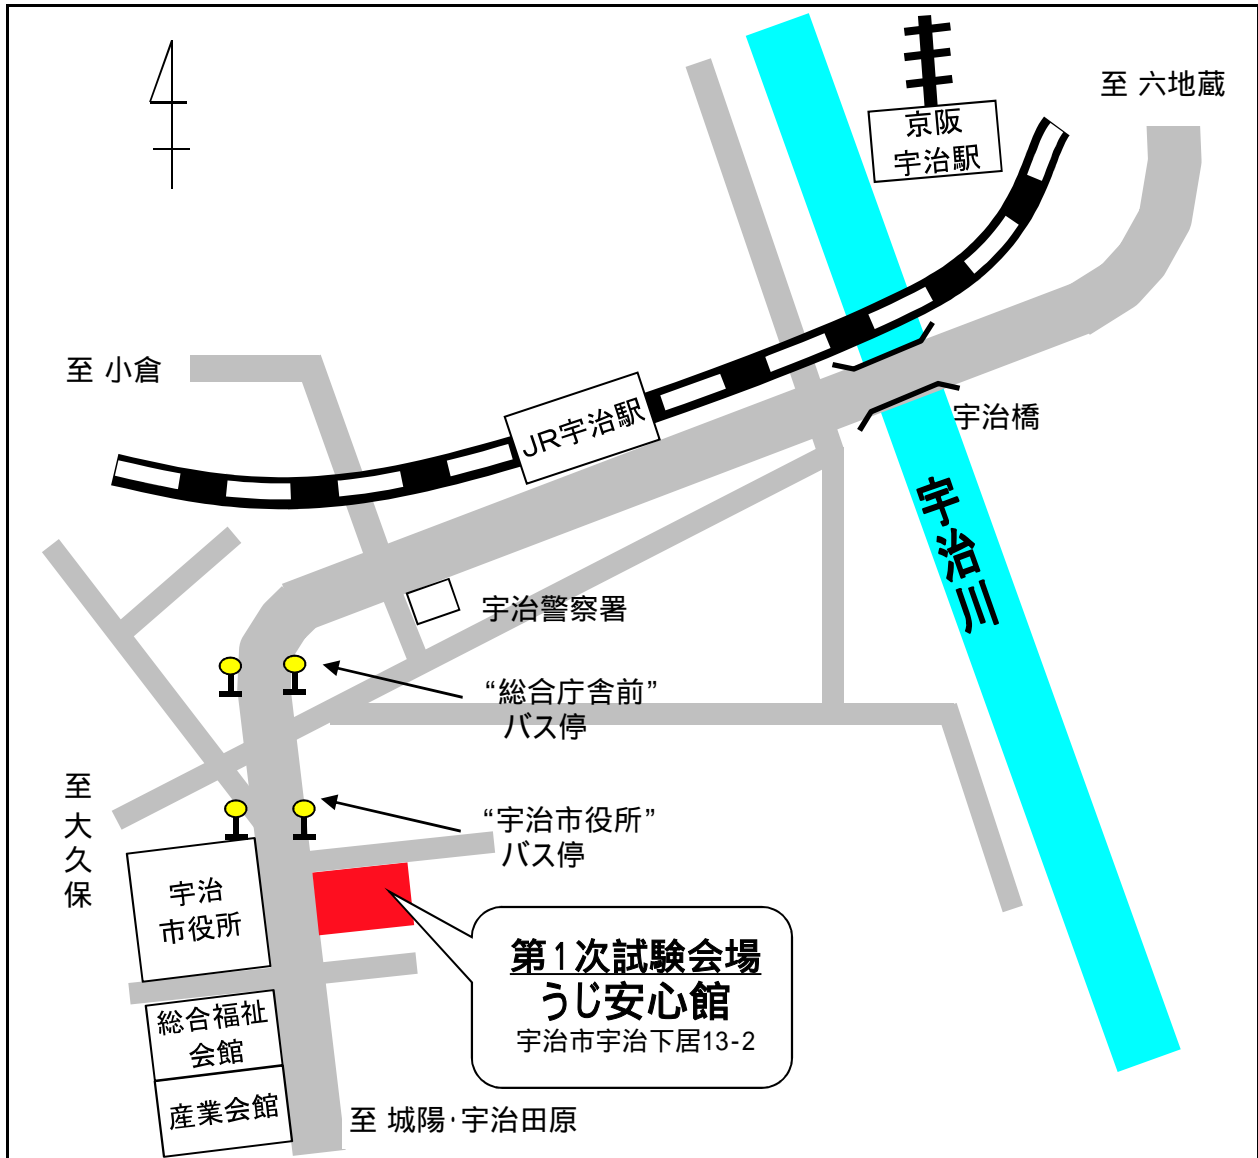 至 六地蔵
京阪
宇治駅
至 小倉
JR宇治駅
宇治橋
宇治川
宇治警察署
“総合庁舎前”
バス停
至 大久保
“宇治市役所”
バス停
宇治
市役所
第1次試験会場
うじ安心館
宇治市宇治下居13-2
総合福祉
会館
産業会館
至 城陽・宇治田原